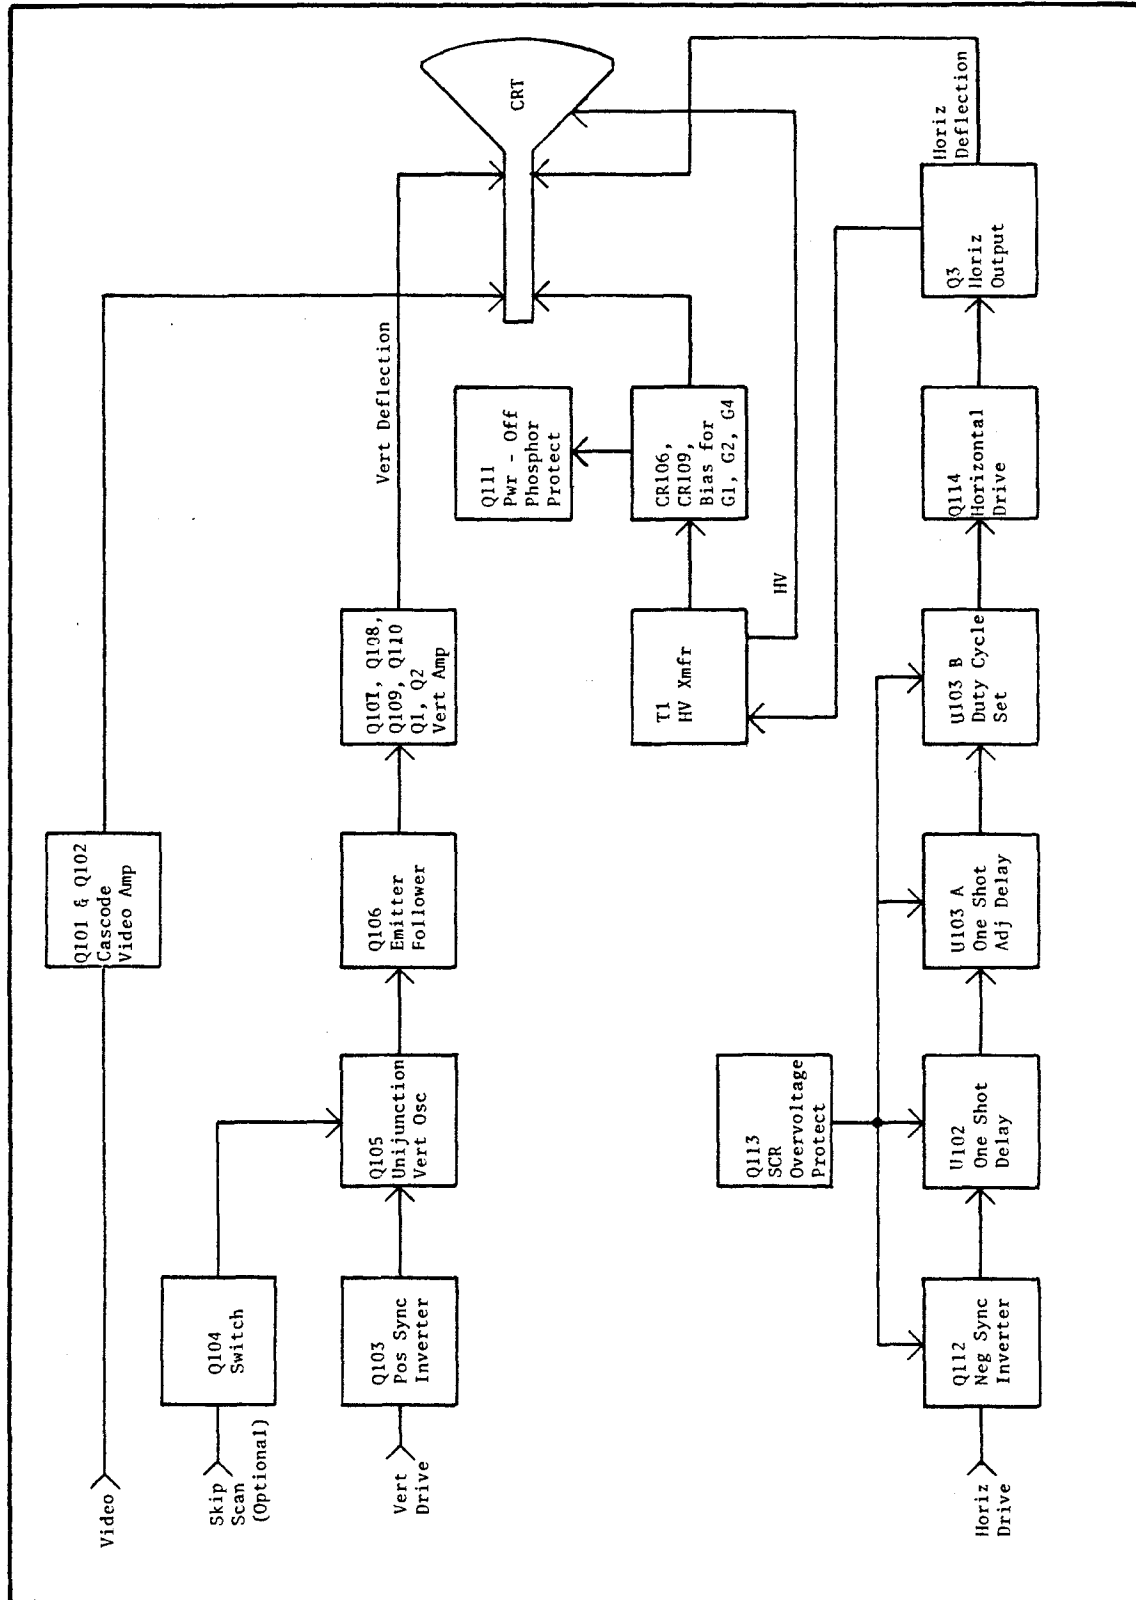 Video
Q101 & Q102
Cascode
Video Amp
Skip
Scan
(Optional)
Q104
Switch
Vert
Drive
Q103
Pos Sync
Inverter
Q105
Unijunction
Vert Osc
Q106
Emitter
Follower
Q107, Q108,
Q109, Q110
Q1, Q2
Vert Amp
Vert Deflection
CRT
Q111
Pwr - Off
Phosphor
Protect
CR106,
CR109,
Bias for
G1, G2, G4
T1
HV Xmfr
HV
Q113
SCR
Overvoltage
Protect
Horiz
Drive
Q112
Neg Sync
Inverter
U102
One Shot
Delay
U103 A
One Shot
Adj Delay
U103 B
Duty Cycle
Set
Q114
Horizontal
Drive
Q3
Horiz
Output
Horiz
Deflection